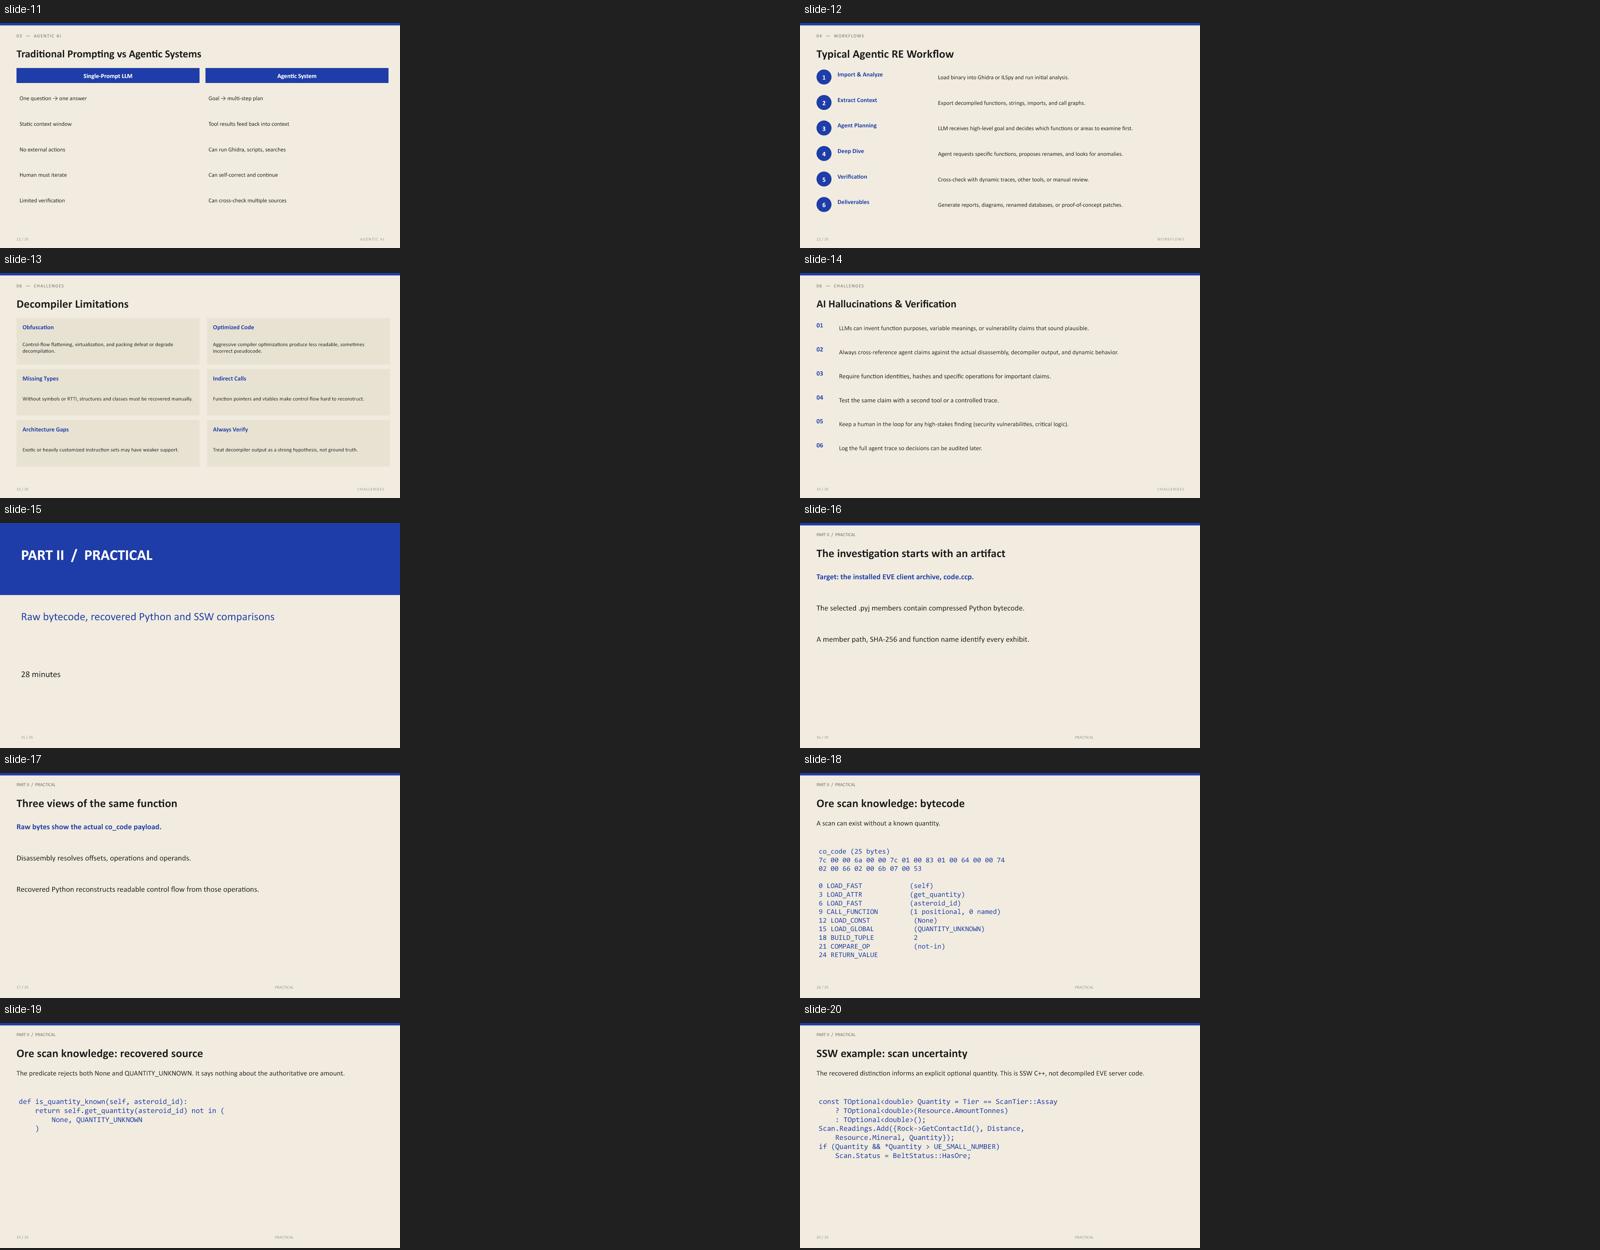 slide-11
03 — AGENTIC AI
Traditional Prompting vs Agentic Systems
Single-Prompt LLM
Agentic System
One question → one answer
Goal → multi-step plan
Static context window
Tool results feed back into context
No external actions
Can run Ghidra, scripts, searches
Human must iterate
Can self-correct and continue
Limited verification
Can cross-check multiple sources
AGENTIC AI
slide-12
04 — WORKFLOWS
Typical Agentic RE Workflow
1
Import & Analyze
Load binary into Ghidra or ILSpy and run initial analysis.
2
Extract Context
Export decompiled functions, strings, imports, and call graphs.
3
Agent Planning
LLM receives high-level goal and decides which functions or areas to examine first.
4
Deep Dive
Agent requests specific functions, proposes renames, and looks for anomalies.
5
Verification
Cross-check with dynamic traces, other tools, or manual review.
6
Deliverables
Generate reports, diagrams, renamed databases, or proof-of-concept patches.
WORKFLOWS
slide-13
CHALLENGES
Decompiler Limitations
Obfuscation
Control-flow flattening, virtualization, and packing defeat or degrade
decompilation.
Optimized Code
Aggressive compiler optimizations produce less readable, sometimes
incorrect pseudocode.
Missing Types
Without symbols or RTTI, structures and classes must be recovered manually.
Indirect Calls
Function pointers and vtables make control flow hard to reconstruct.
Architecture Gaps
Exotic or heavily customized instruction sets may have weaker support.
Always Verify
Treat decompiler output as a strong hypothesis, not ground truth.
CHALLENGES
slide-14
CHALLENGES
AI Hallucinations & Verification
01
LLMs can invent function purposes, variable meanings, or vulnerability claims that sound plausible.
02
Always cross-reference agent claims against the actual disassembly, decompiler output, and dynamic behavior.
03
Require function identities, hashes and specific operations for important claims.
04
Test the same claim with a second tool or a controlled trace.
05
Keep a human in the loop for any high-stakes finding (security vulnerabilities, critical logic).
06
Log the full agent trace so decisions can be audited later.
CHALLENGES
slide-15
PART II / PRACTICAL
Raw bytecode, recovered Python and SSW comparisons
28 minutes
slide-16
PART II / PRACTICAL
The investigation starts with an artifact
Target: the installed EVE client archive, code.ccp.
The selected .pyj members contain compressed Python bytecode.
A member path, SHA-256 and function name identify every exhibit.
PRACTICAL
slide-17
PART II / PRACTICAL
Three views of the same function
Raw bytes show the actual co_code payload.
Disassembly resolves offsets, operations and operands.
Recovered Python reconstructs readable control flow from those operations.
PRACTICAL
slide-18
PART II / PRACTICAL
Ore scan knowledge: bytecode
A scan can exist without a known quantity.
co_code (25 bytes)
7c 00 00 6a 00 00 7c 01 00 83 01 00 64 00 00 74
02 00 66 02 00 6b 07 00 53
0 LOAD_FAST (self)
3 LOAD_ATTR (get_quantity)
6 LOAD_FAST (asteroid_id)
9 CALL_FUNCTION (1 positional, 0 named)
12 LOAD_CONST (None)
15 LOAD_GLOBAL (QUANTITY_UNKNOWN)
18 BUILD_TUPLE 2
21 COMPARE_OP (not-in)
24 RETURN_VALUE
PRACTICAL
slide-19
PART II / PRACTICAL
Ore scan knowledge: recovered source
The predicate rejects both None and QUANTITY_UNKNOWN. It says nothing about the authoritative ore amount.
def is_quantity_known(self, asteroid_id):
return self.get_quantity(asteroid_id) not in (
None, QUANTITY_UNKNOWN
)
PRACTICAL
slide-20
PART II / PRACTICAL
SSW example: scan uncertainty
The recovered distinction informs an explicit optional quantity. This is SSW C++, not decompiled EVE server code.
const TOptional<double> Quantity = Tier == ScanTier::Assay
? TOptional<double>(Resource.AmountTonnes)
: TOptional<double>();
Scan.Readings.Add({Rock->GetContactId(), Distance,
Resource.Mineral, Quantity});
if (Quantity && *Quantity > UE_SMALL_NUMBER)
Scan.Status = BeltStatus::HasOre;
PRACTICAL